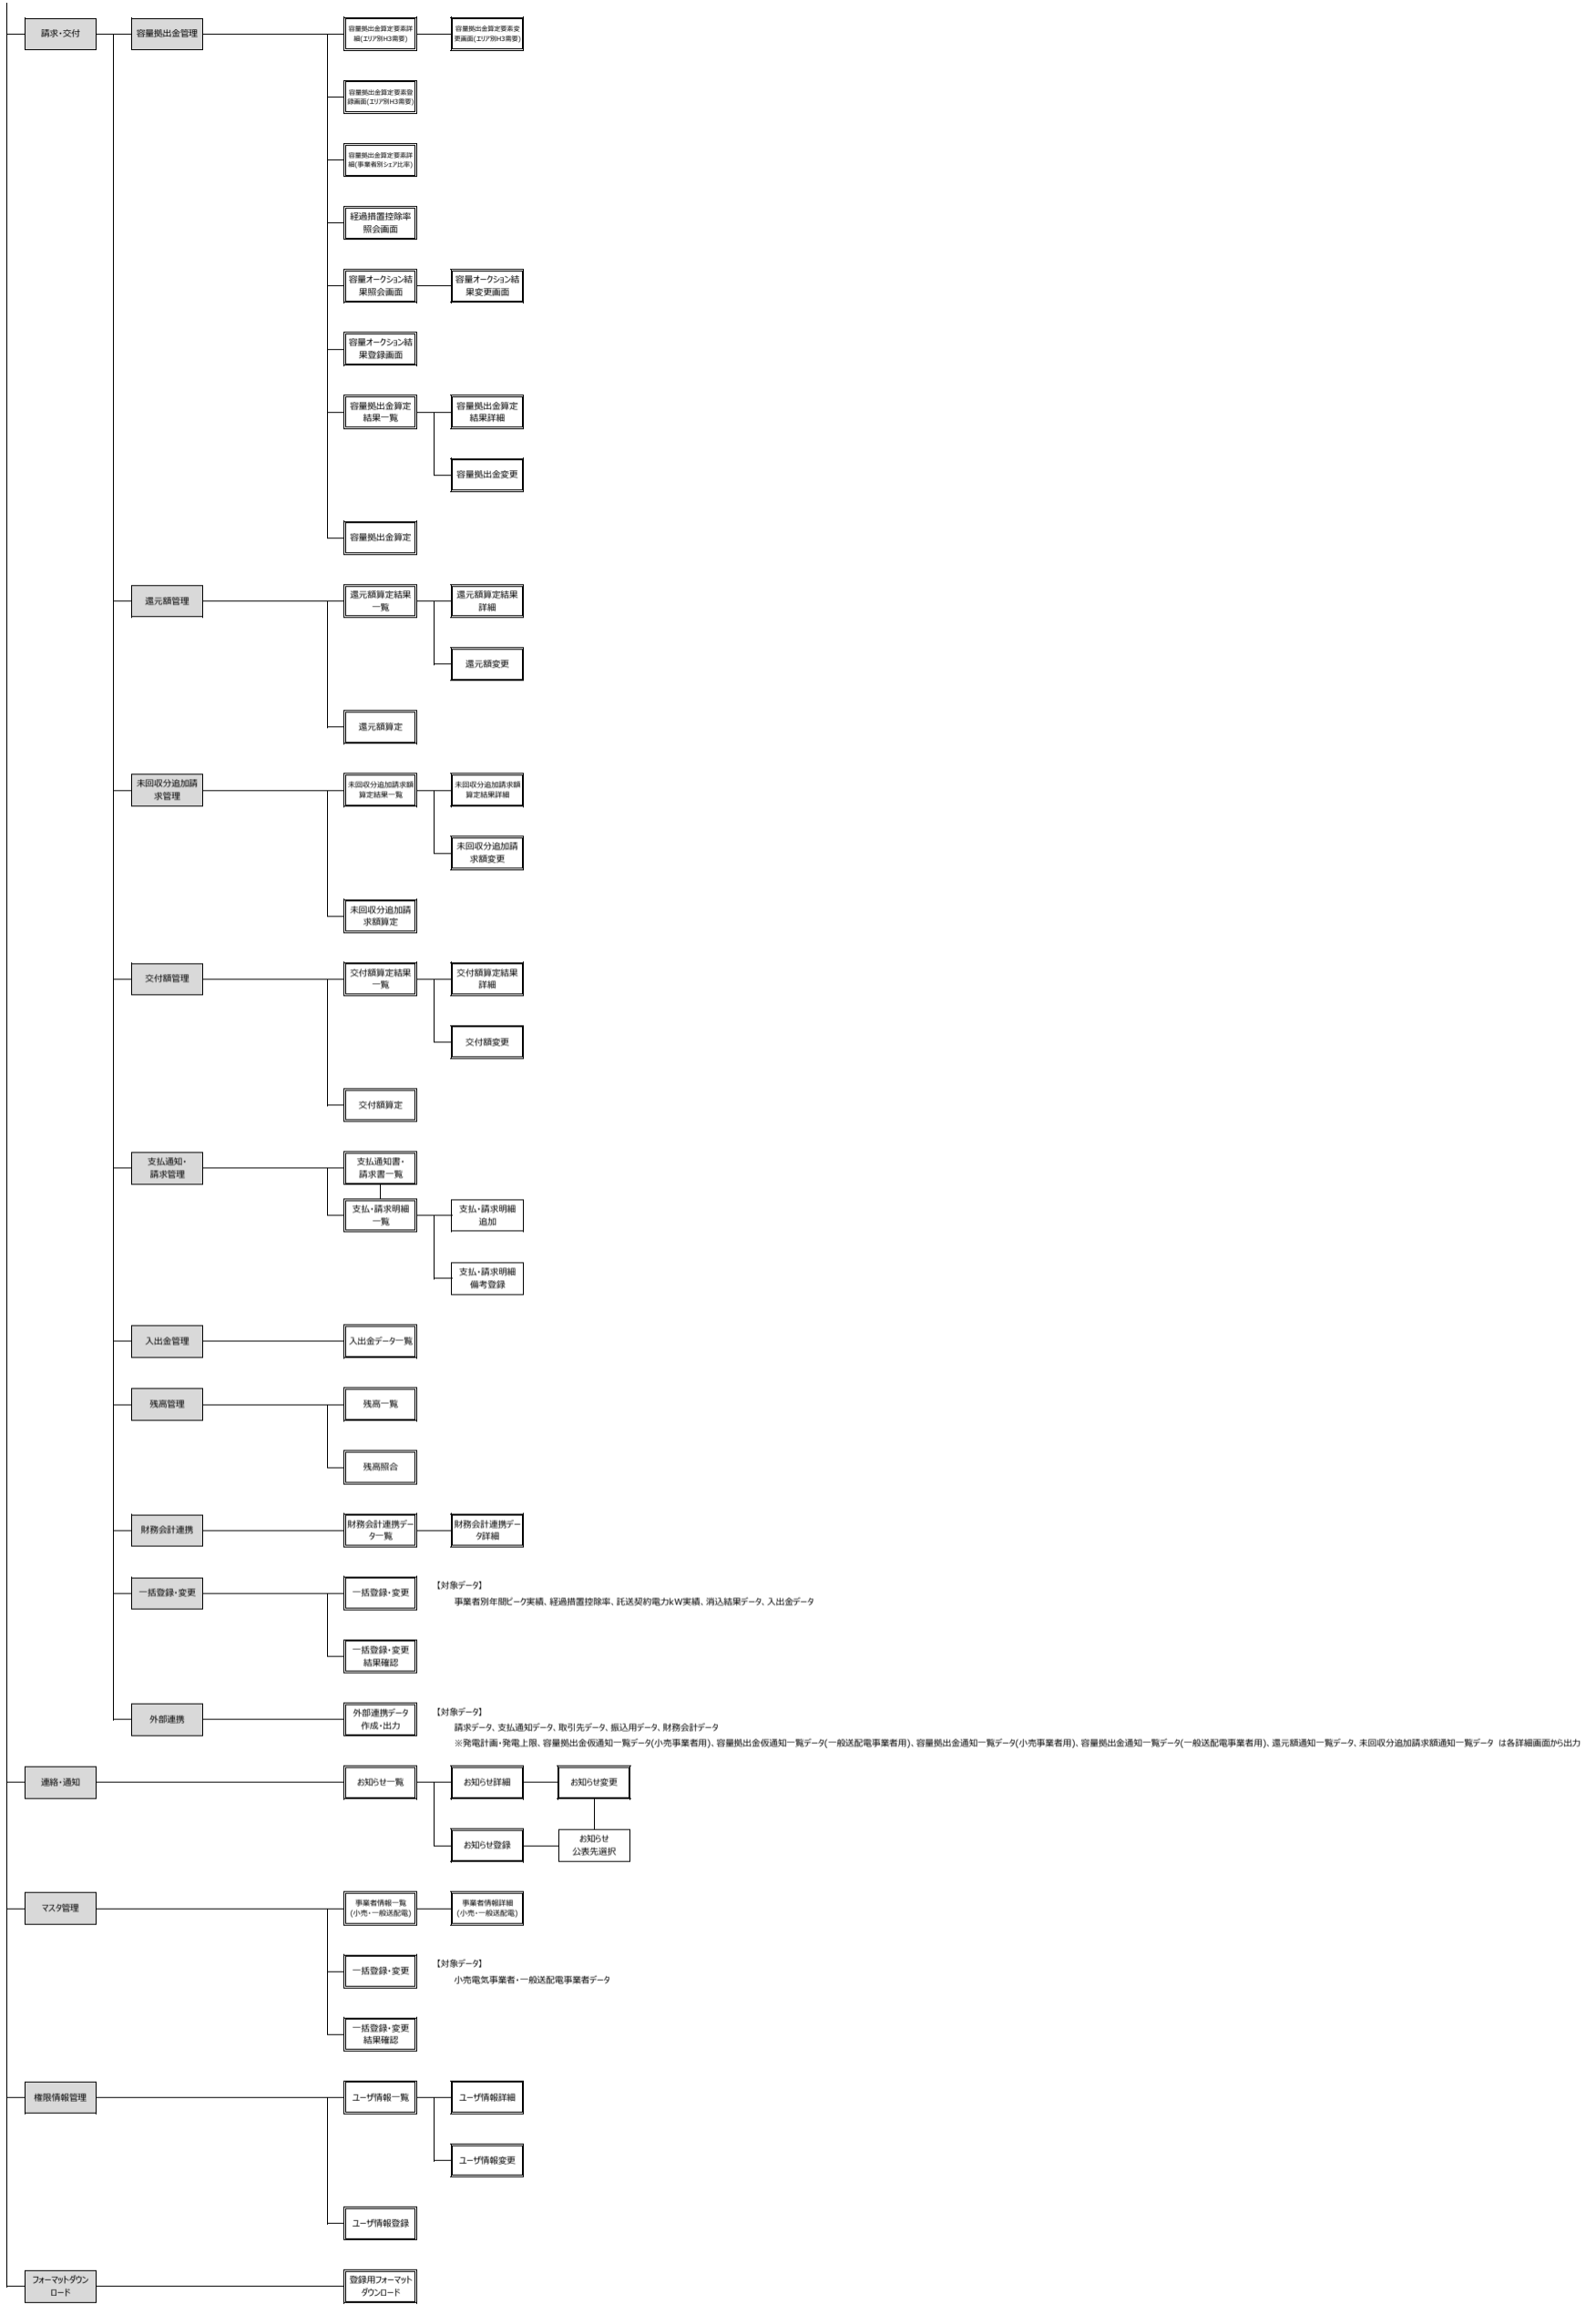 請求・交付
容量拠出金管理
容量拠出金算定要素詳
細(エリア別H3需要)
容量拠出金算定要素変
更画面(エリア別H3需要)
容量拠出金算定要素登
録画面(エリア別H3需要)
容量拠出金算定要素詳
細(事業者別シェア比率)
経過措置控除率
照会画面
容量オークション結
果照会画面
容量オークション結
果変更画面
容量オークション結
果登録画面
容量拠出金算定
結果一覧
容量拠出金算定
結果詳細
容量拠出金変更
容量拠出金算定
還元額管理
還元額算定結果
一覧
還元額算定結果
詳細
還元額変更
還元額算定
未回収分追加請
求管理
未回収分追加請求額
算定結果一覧
未回収分追加請求額
算定結果詳細
未回収分追加請
求額変更
未回収分追加請
求額算定
交付額管理
交付額算定結果
一覧
交付額算定結果
詳細
交付額変更
交付額算定
支払通知・
請求管理
支払通知書・
請求書一覧
支払・請求明細
一覧
支払・請求明細
追加
支払・請求明細
備考登録
入出金管理
入出金データ一覧
残高管理
残高一覧
残高照合
財務会計連携
財務会計連携デー
タ一覧
財務会計連携デー
タ詳細
一括登録・変更
一括登録・変更
【対象データ】
事業者別年間ピーク実績、経過措置控除率、託送契約電力kW実績、消込結果データ、入出金データ
一括登録・変更
結果確認
外部連携
外部連携データ
作成・出力
【対象データ】
請求データ、支払通知データ、取引先データ、振込用データ、財務会計データ
※発電計画・発電上限、容量拠出金仮通知一覧データ(小売事業者用)、容量拠出金仮通知一覧データ(一般送配電事業者用)、容量拠出金通知一覧データ(小売事業者用)、容量拠出金通知一覧データ(一般送配電事業者用)、還元額通知一覧データ、未回収分追加請求額通知一覧データ は各詳細画面から出力
連絡・通知
お知らせ一覧
お知らせ詳細
お知らせ変更
お知らせ登録
お知らせ
公表先選択
マスタ管理
事業者情報一覧
(小売・一般送配電)
事業者情報詳細
(小売・一般送配電)
一括登録・変更
【対象データ】
小売電気事業者・一般送配電事業者データ
一括登録・変更
結果確認
権限情報管理
ユーザ情報一覧
ユーザ情報詳細
ユーザ情報変更
ユーザ情報登録
フォーマットダウン
ロード
登録用フォーマット
ダウンロード